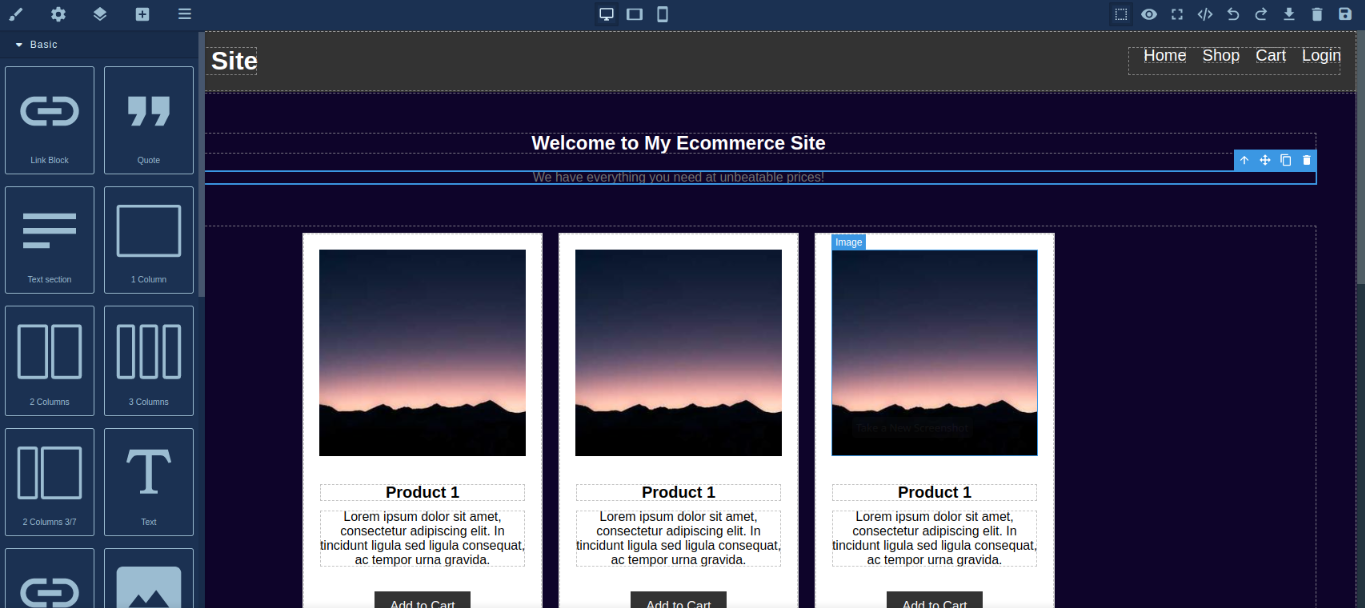 Basic
Link Block
Quote
Text section
1 Column
2 Columns
3 Columns
2 Columns 3/7
Text
Site
Home
Shop
Cart
Login
Welcome to My Ecommerce Site
We have everything you need at unbeatable prices!
Image
Take a New Screenshot
Product 1
Lorem ipsum dolor sit amet,
consectetur adipiscing elit. In
tincidunt ligula sed ligula consequat,
ac tempor urna gravida.
Add to Cart
Product 1
Lorem ipsum dolor sit amet,
consectetur adipiscing elit. In
tincidunt ligula sed ligula consequat,
ac tempor urna gravida.
Add to Cart
Product 1
Lorem ipsum dolor sit amet,
consectetur adipiscing elit. In
tincidunt ligula sed ligula consequat,
ac tempor urna gravida.
Add to Cart